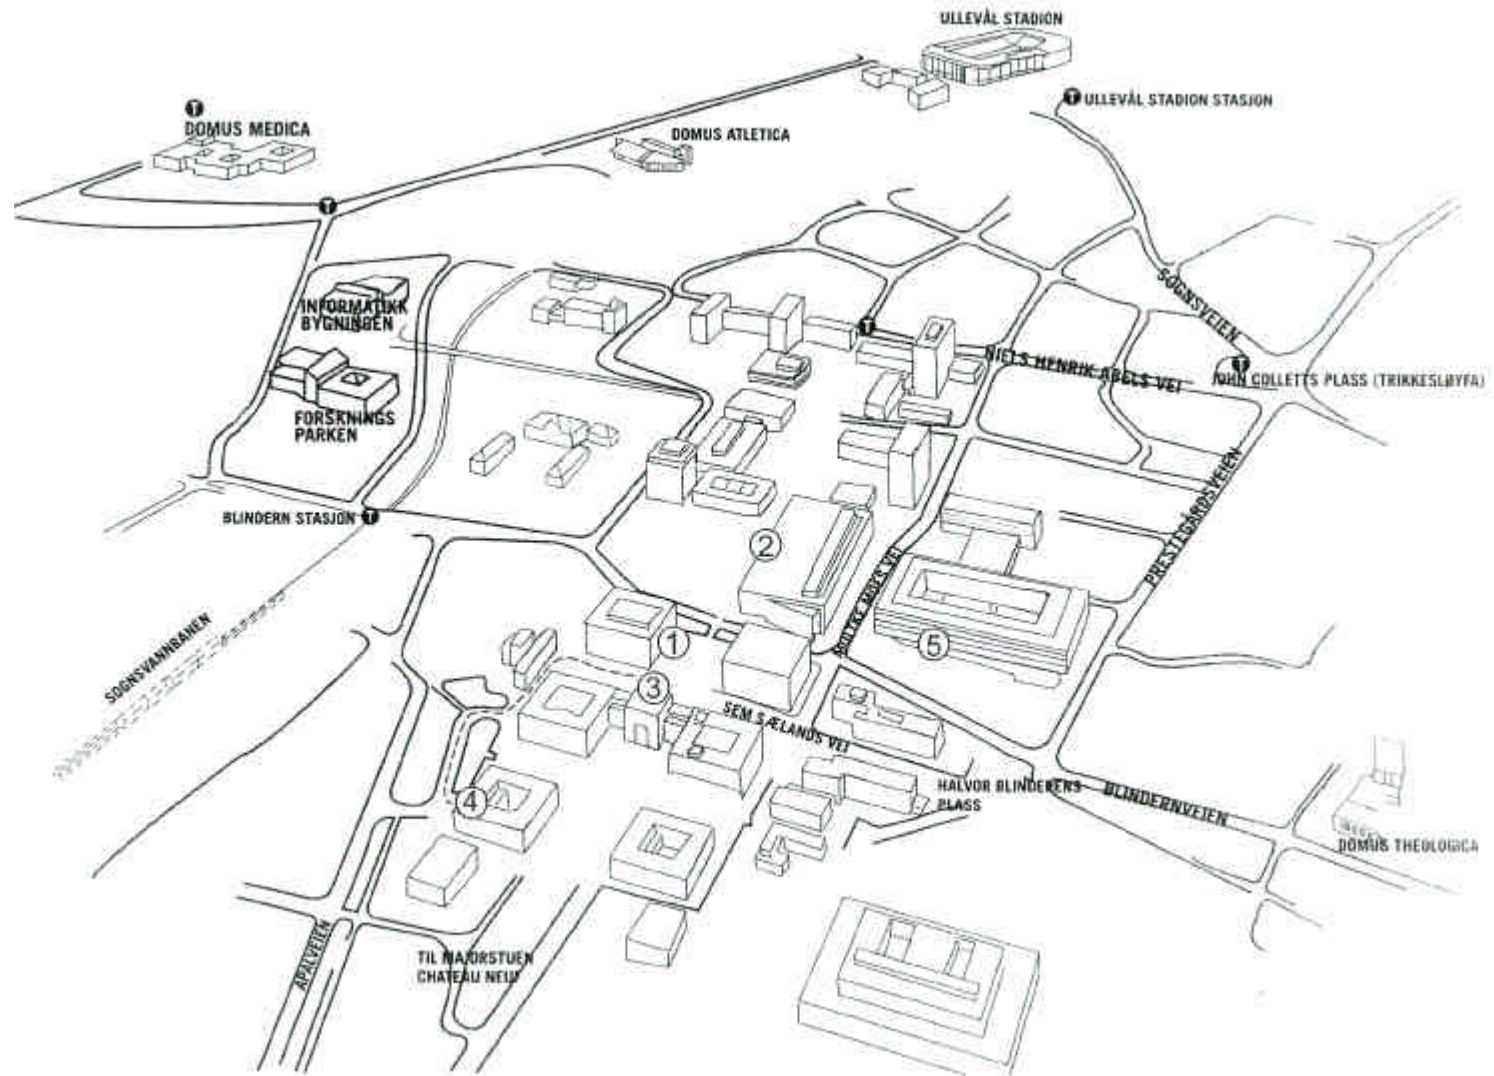 ULLEVÅL STADION
T ULLEVÅL STADION STASJON
T
DOMUS MEDICA
DOMUS ATLETICA
T
SOGNSVEIEN
INFORMATIKK
BYGNINGEN
T
NIELS HENRIK ABELS VEI
T
JOHN COLLETTS PLASS (TRIKKESLØYFA)
FORSKNINGS
PARKEN
PRESTEGÅRDSVEIEN
BLINDERN STASJON T
2
MOLTKE MOES VEI
SOGNSVANNBANEN
1
5
3
SEM SÆLANDS VEI
4
HALVOR BLINDERENS
PLASS
BLINDERNVEIEN
DOMUS THEOLOGICA
APALVEIEN
TIL MAJORSTUEN
CHATEAU NEUF